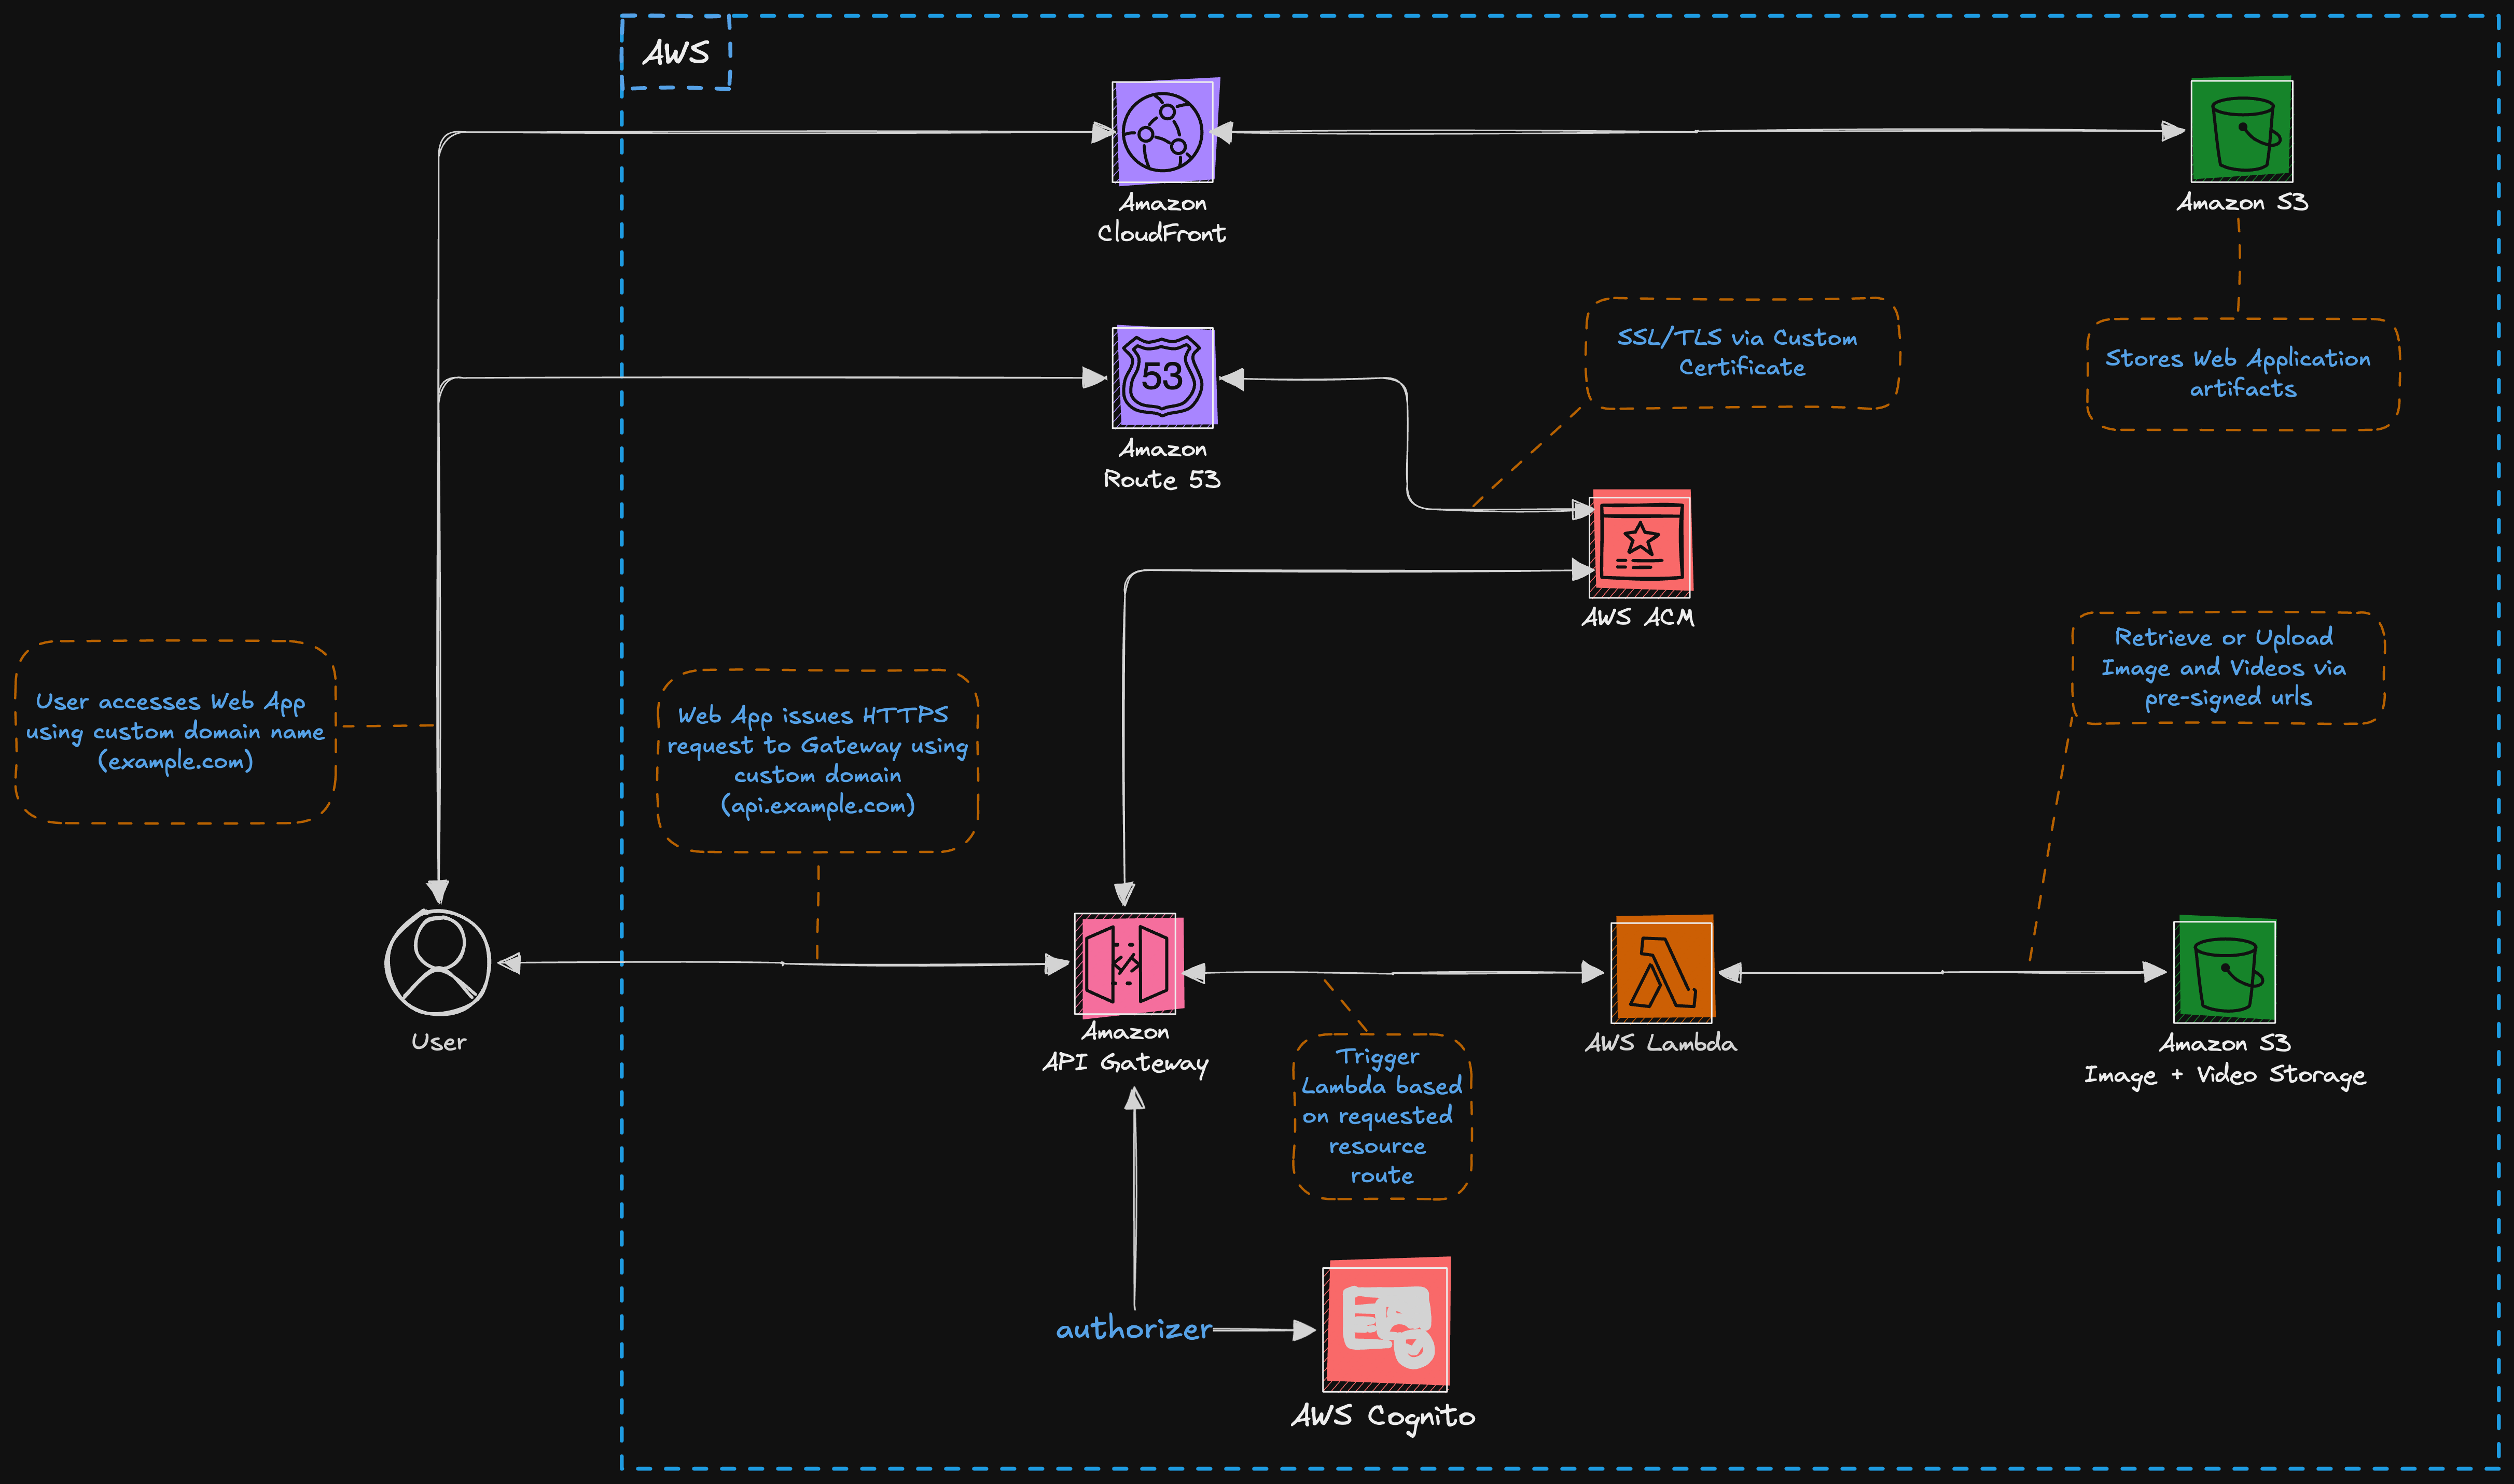 AWS
Amazon
CloudFront
Amazon S3
SSL/TLS via Custom
Certificate
Stores Web Application
artifacts
53
Amazon
Route 53
AWS ACM
User accesses Web App
using custom domain name
(example.com)
Web App issues HTTPS
request to Gateway using
custom domain
(api.example.com)
Retrieve or Upload
Image and Videos via
pre-signed urls
User
Amazon
API Gateway
Trigger
Lambda based
on requested
resource
route
AWS Lambda
Amazon S3
Image + Video Storage
authorizer
AWS Cognito